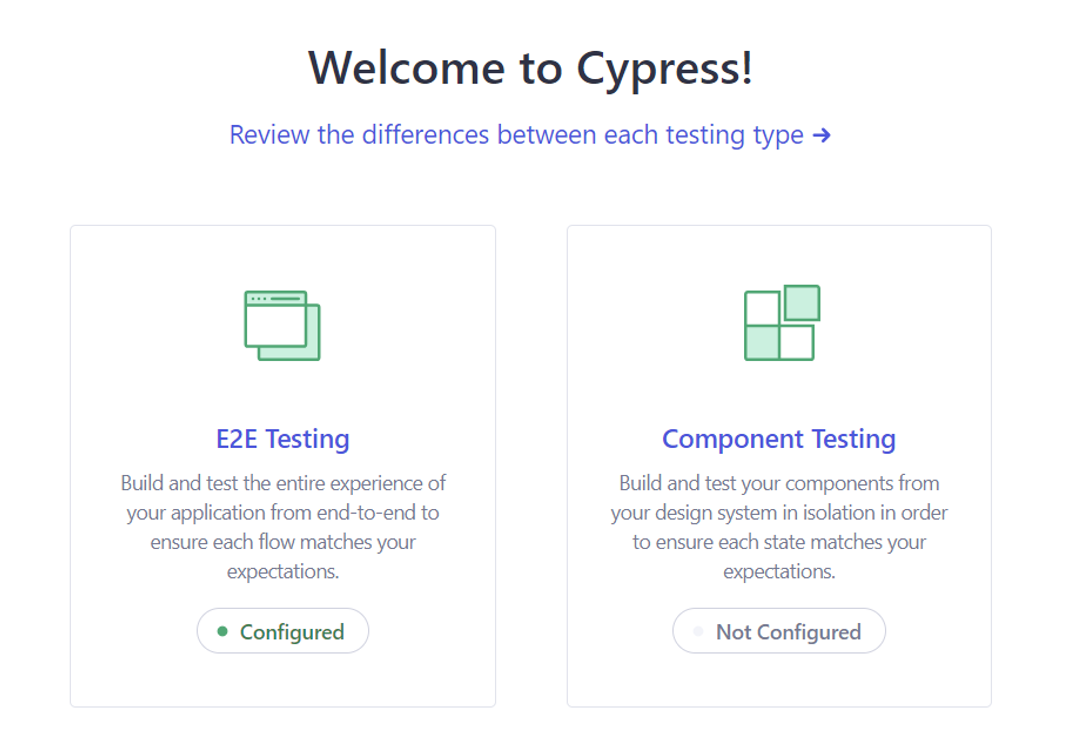 Welcome to Cypress!
Review the differences between each testing type →
E2E Testing
Build and test the entire experience of
your application from end-to-end to
ensure each flow matches your
expectations.
Configured
Component Testing
Build and test your components from
your design system in isolation in order
to ensure each state matches your
expectations.
Not Configured